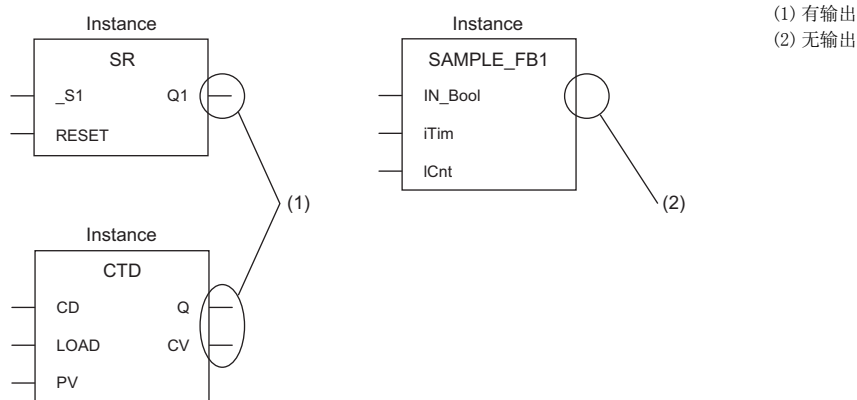 Instance
SR
_S1 Q1
RESET
Instance
SAMPLE_FB1
IN_Bool
iTim
lCnt
(1) 有输出
(2) 无输出
(1)
(2)
Instance
CTD
CD Q
LOAD CV
PV